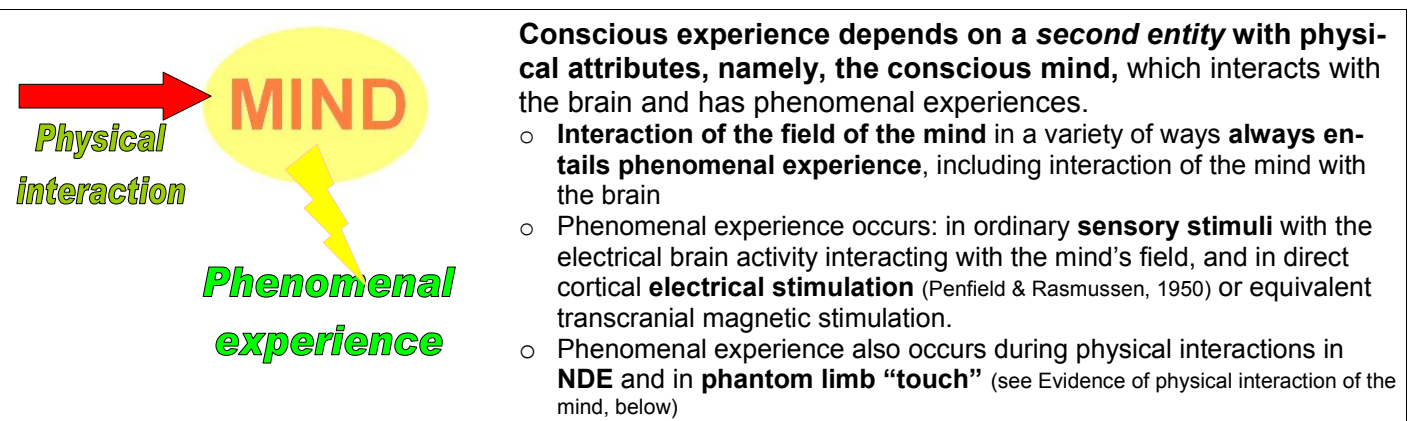 MIND
Physical
interaction
Phenomenal
experience
Conscious experience depends on a second entity with physi-
cal attributes, namely, the conscious mind, which interacts with
the brain and has phenomenal experiences.
o Interaction of the field of the mind in a variety of ways always en-
tails phenomenal experience, including interaction of the mind with
the brain
o Phenomenal experience occurs: in ordinary sensory stimuli with the
electrical brain activity interacting with the mind’s field, and in direct
cortical electrical stimulation (Penfield & Rasmussen, 1950) or equivalent
transcranial magnetic stimulation.
o Phenomenal experience also occurs during physical interactions in
NDE and in phantom limb “touch” (see Evidence of physical interaction of the
mind, below)